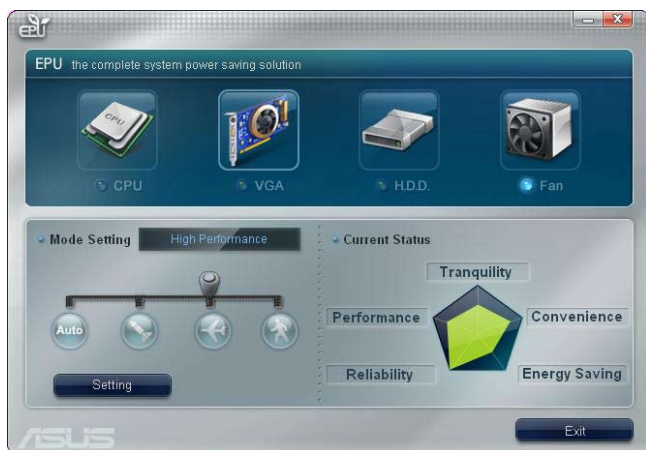 EPU
EPU the complete system power saving solution
CPU
CPU
VGA
H.D.D.
Fan
Mode Setting
High Performance
Auto
Setting
Current Status
Tranquility
Performance
Convenience
Reliability
Energy Saving
ASUS
Exit